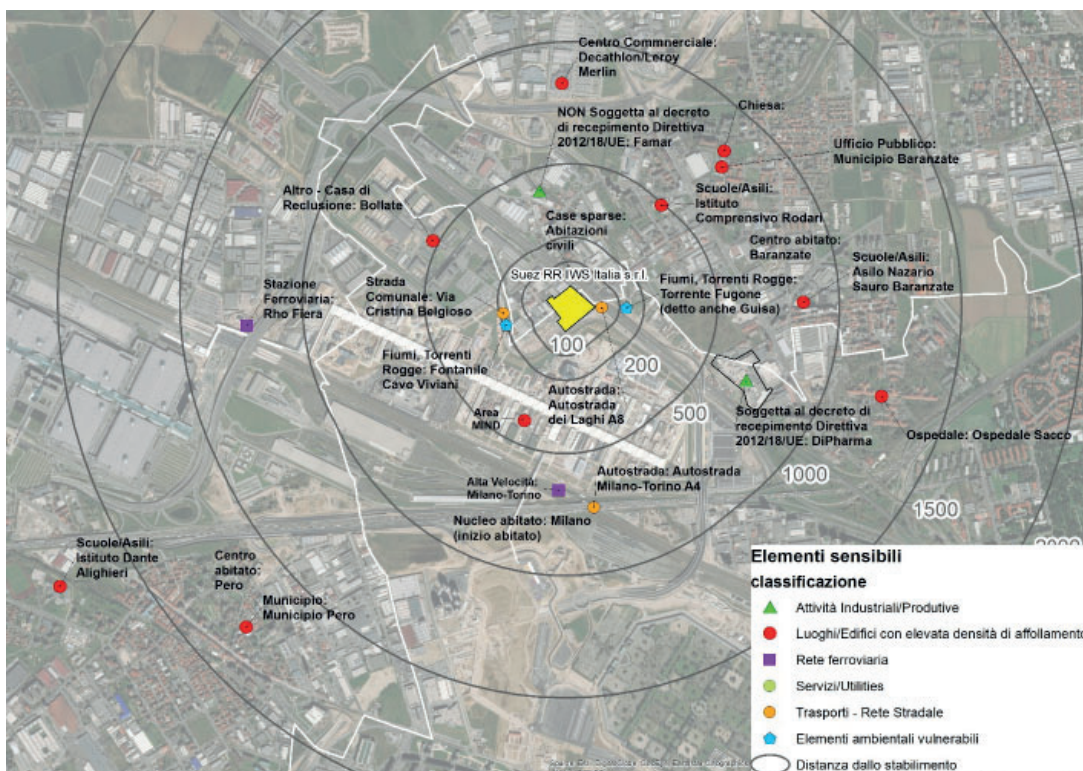 Centro Commnerciale:
Decathlon/Leroy
Merlin
NON Soggetta al decreto
di recepimento Direttiva
2012/18/UE: Famar
Chiesa:
Ufficio Pubblico:
Municipio Baranzate
Altro - Casa di
Reclusione: Bollate
Case sparse:
Abitazioni
civili
Scuole/Asili:
Istituto
Comprensivo Rodari
Centro abitato:
Baranzate
Scuole/Asili:
Asilo Nazario
Sauro Baranzate
Stazione
Ferroviaria:
Rho Fiera
Strada
Comunale: Via
Cristina Belgioso
Suez RR IWS Italia s.r.l.
Fiumi, Torrenti Rogge:
Torrente Fugone
(detto anche Guisa)
100
200
500
1000
1500
Fiumi, Torrenti
Rogge: Fontanile
Cavo Viviani
Area
MIND
Autostrada:
Autostrada
dei Laghi A8
Soggetta al decreto di
recepimento Direttiva
2012/18/UE: DiPharma
Ospedale: Ospedale Sacco
Alta Velocità:
Milano-Torino
Autostrada: Autostrada
Milano-Torino A4
Nucleo abitato: Milano
(inizio abitato)
Scuole/Asili:
Istituto Dante
Alighieri
Centro
abitato:
Pero
Municipio:
Municipio Pero
Elementi sensibili
classificazione
Attività Industriali/Produtive
Luoghi/Edifici con elevata densità di affollamento
Rete ferroviaria
Servizi/Utilities
Trasporti - Rete Stradale
Elementi ambientali vulnerabili
Distanza dallo stabilimento